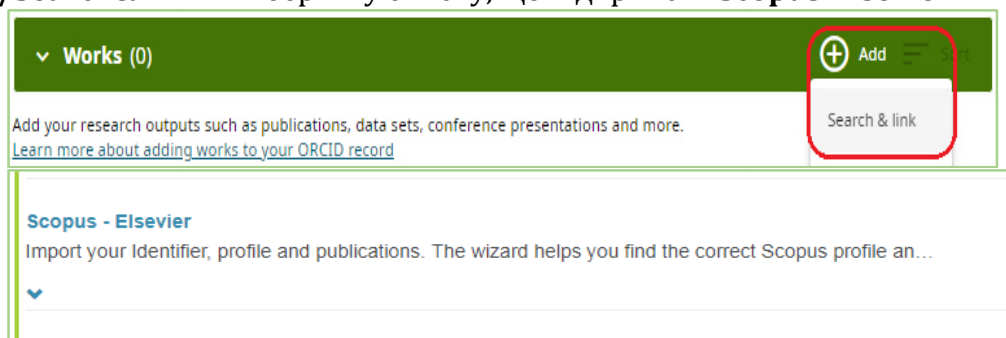 Works (0)
Add Sort
Add your research outputs such as publications, data sets, conference presentations and more.
Search & link
Learn more about adding works to your ORCID record
Scopus - Elsevier
Import your Identifier, profile and publications. The wizard helps you find the correct Scopus profile an...